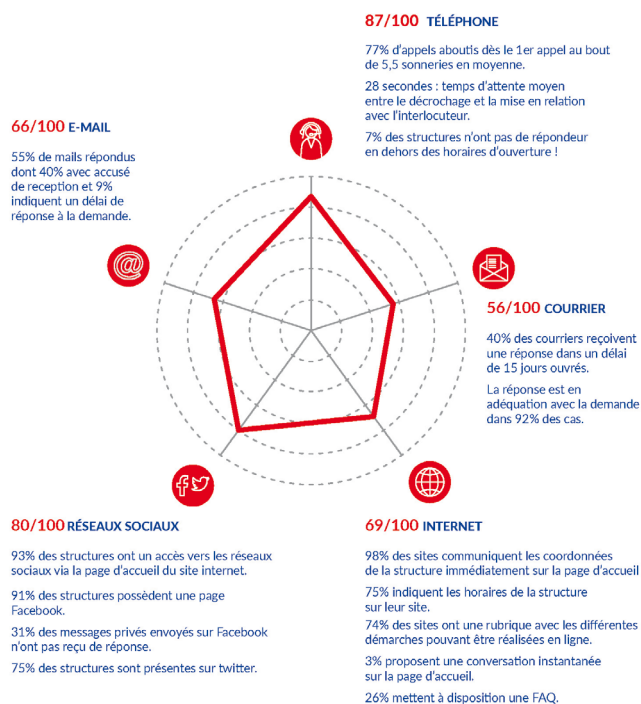 87/100 TÉLÉPHONE
77% d'appels aboutis dès le 1er appel au bout
de 5,5 sonneries en moyenne.
28 secondes : temps d'attente moyen
entre le décrochage et la mise en relation
avec l'interlocuteur.
7% des structures n'ont pas de répondeur
en dehors des horaires d'ouverture !
66/100 E-MAIL
55% de mails répondus
dont 40% avec accusé
de reception et 9%
indiquent un délai de
réponse à la demande.
@
56/100 COURRIER
40% des courriers reçoivent
une réponse dans un délai
de 15 jours ouvrés.
La réponse est en
adéquation avec la demande
dans 92% des cas.
f
80/100 RÉSEAUX SOCIAUX
93% des structures ont un accès vers les réseaux
sociaux via la page d'accueil du site internet.
91% des structures possèdent une page
Facebook.
31% des messages privés envoyés sur Facebook
n'ont pas reçu de réponse.
75% des structures sont présentes sur twitter.
69/100 INTERNET
98% des sites communiquent les coordonnées
de la structure immédiatement sur la page d'accueil
75% indiquent les horaires de la structure
sur leur site.
74% des sites ont une rubrique avec les différentes
démarches pouvant être réalisées en ligne.
3% proposent une conversation instantanée
sur la page d'accueil.
26% mettent à disposition une FAQ.